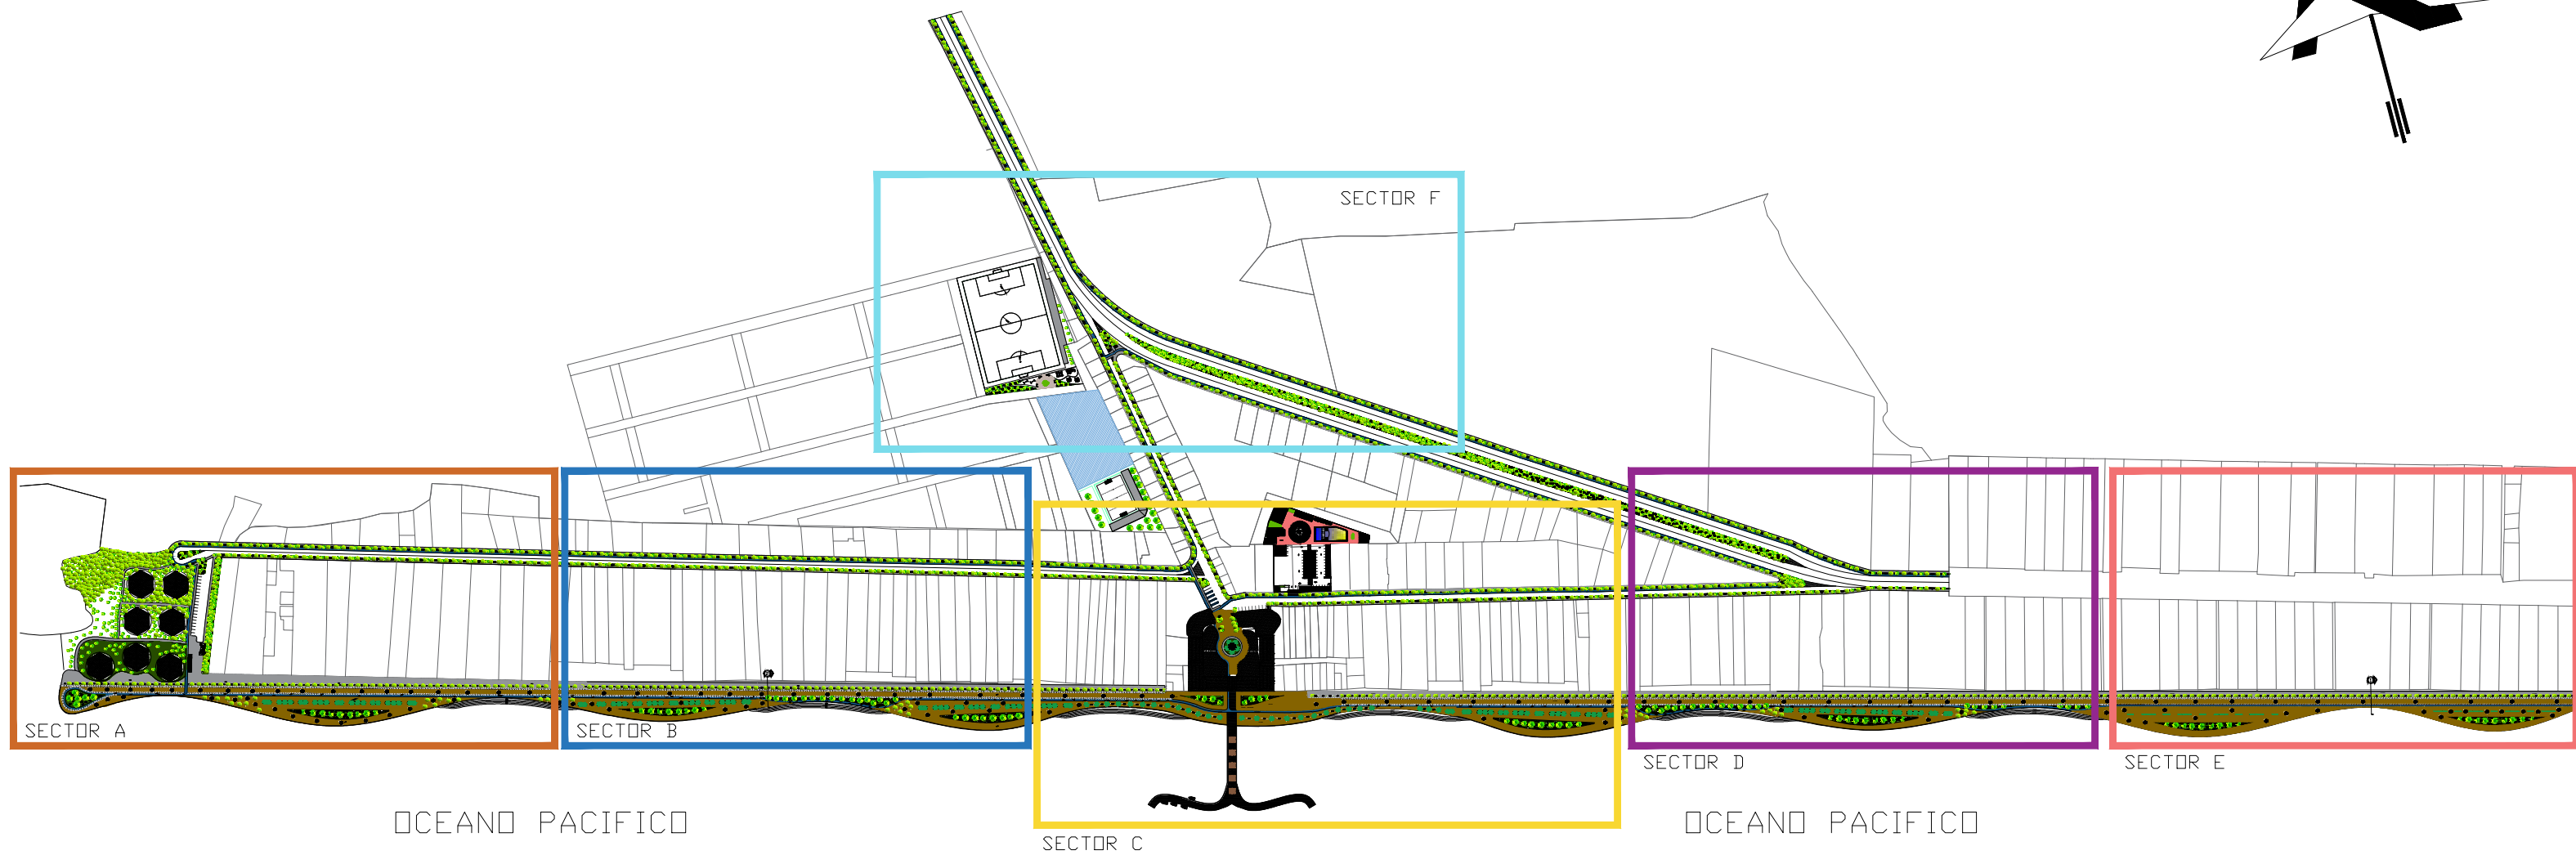 SECTOR F
SECTOR A
SECTOR B
SECTOR D
SECTOR E
OCEANO PACIFICO
OCEANO PACIFICO
SECTOR C